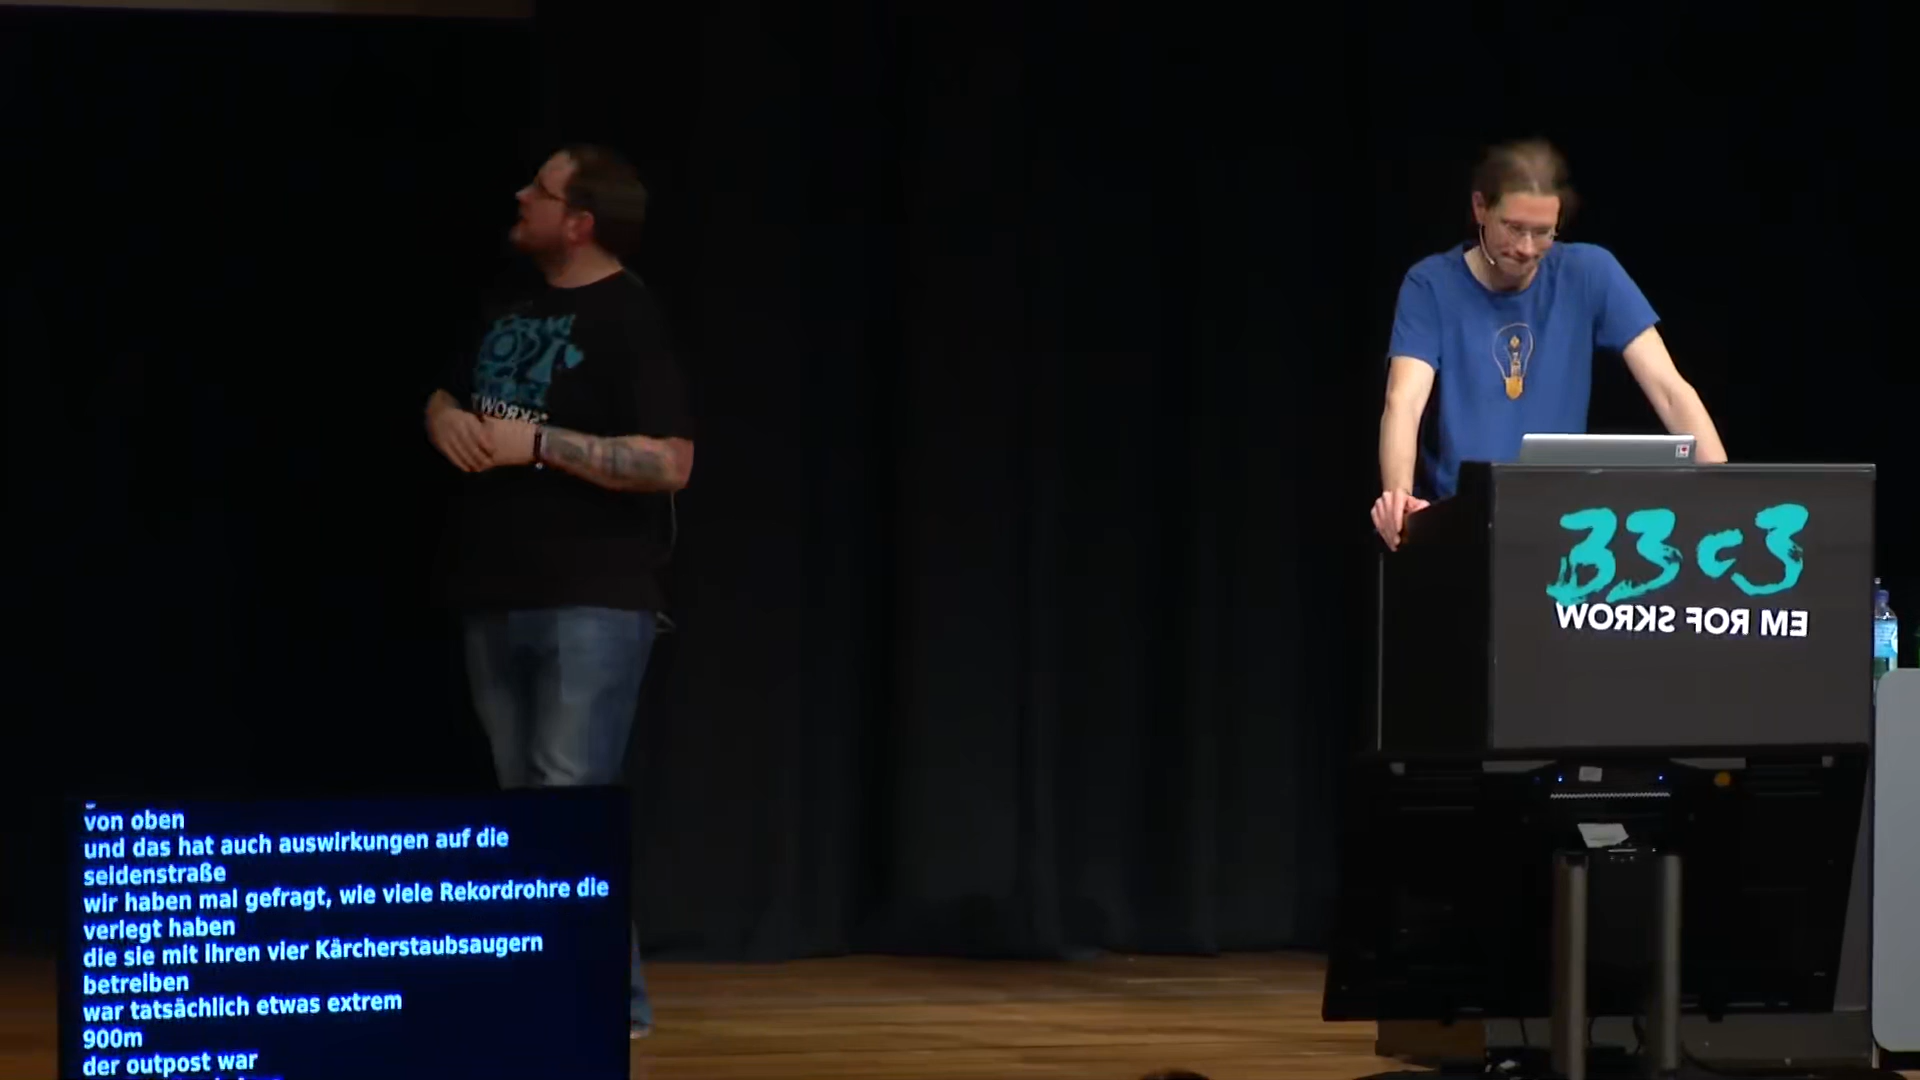 von oben
und das hat auch auswirkungen auf die
seidenstraße
wir haben mal gefragt, wie viele Rekordrohre die
verlegt haben
die sie mit ihren vier Kärcherstaubsaugern
betreiben
war tatsächlich etwas extrem
900m
der outpost war
33c3
WORKS FOR ME